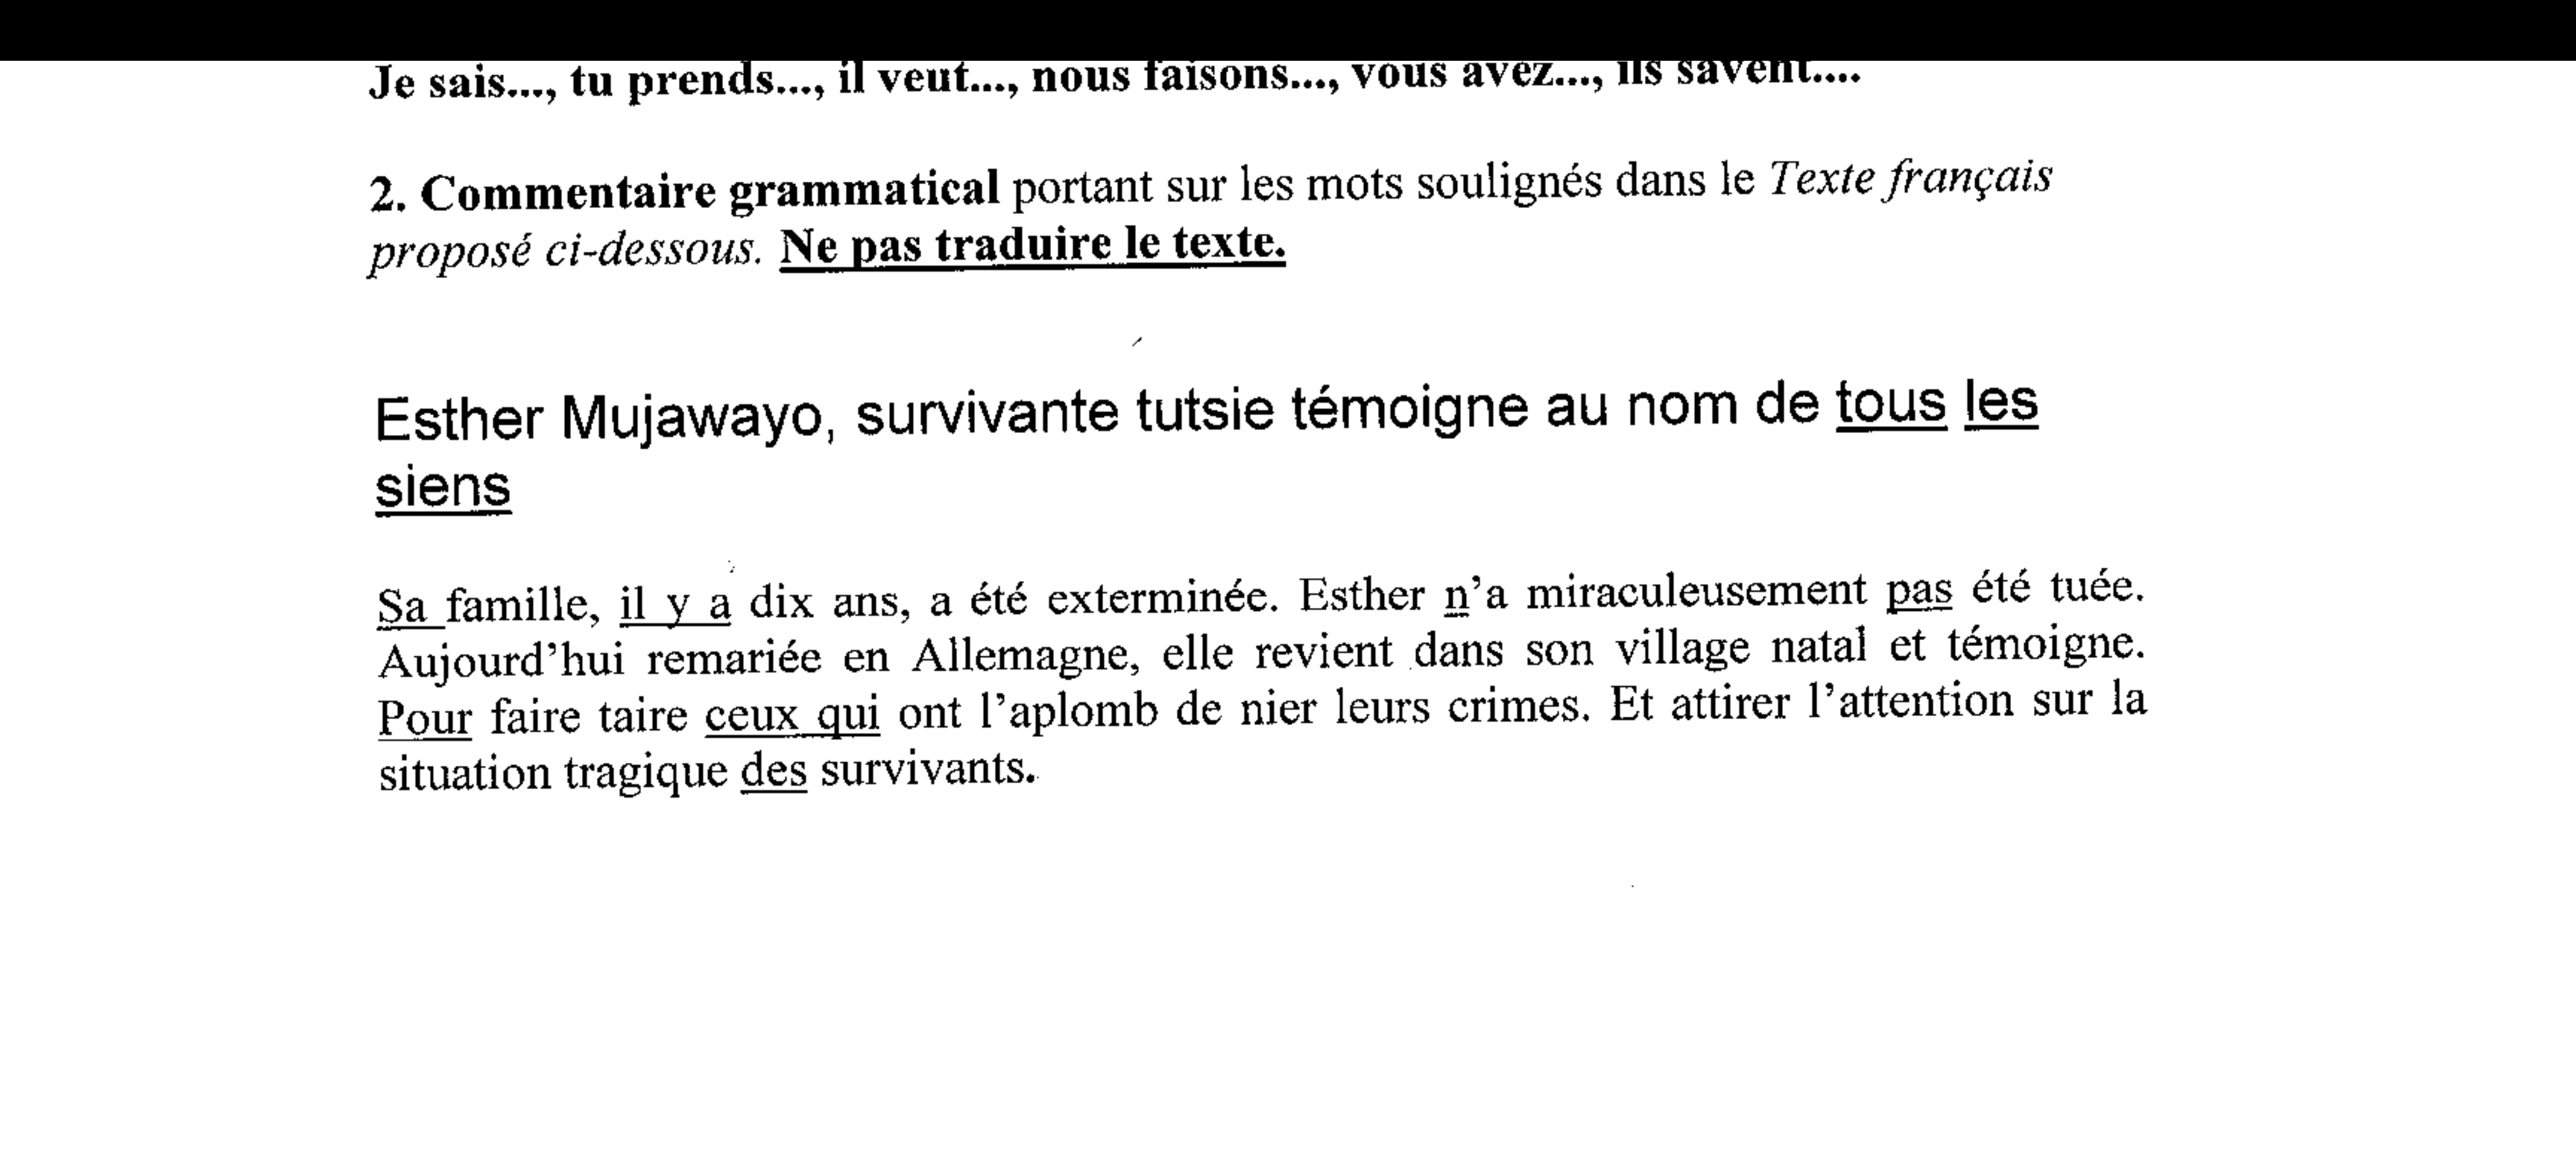 Je sais..., tu prends..., il veut..., nous faisons..., vous avez..., ils savent....
2. Commentaire grammatical portant sur les mots soulignés dans le Texte français
proposé ci-dessous. Ne pas traduire le texte.
Esther Mujawayo, survivante tutsie témoigne au nom de tous les
siens
Sa famille, il y a dix ans, a été exterminée. Esther n'a miraculeusement pas été tuée.
Aujourd'hui remariée en Allemagne, elle revient dans son village natal et témoigne.
Pour faire taire ceux qui ont l'aplomb de nier leurs crimes. Et attirer l'attention sur la
situation tragique des survivants.